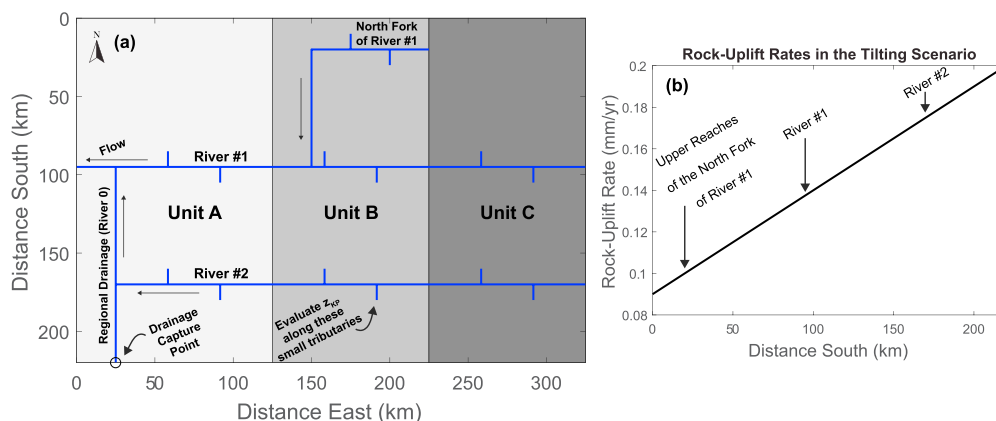 (a)
N
North Fork
of River #1
Flow
River #1
Unit A
Unit B
Unit C
Regional Drainage (River 0)
River #2
Drainage
Capture
Point
Evaluate zKP
along these
small tributaries
0
50
100
150
200
Distance South (km)
0
50
100
150
200
250
300
Distance East (km)
Rock-Uplift Rates in the Tilting Scenario
(b)
Upper Reaches
of the North Fork
of River #1
River #1
River #2
0.2
0.18
0.16
0.14
0.12
0.1
0.08
Rock-Uplift Rate (mm/yr)
0
50
100
150
200
Distance South (km)